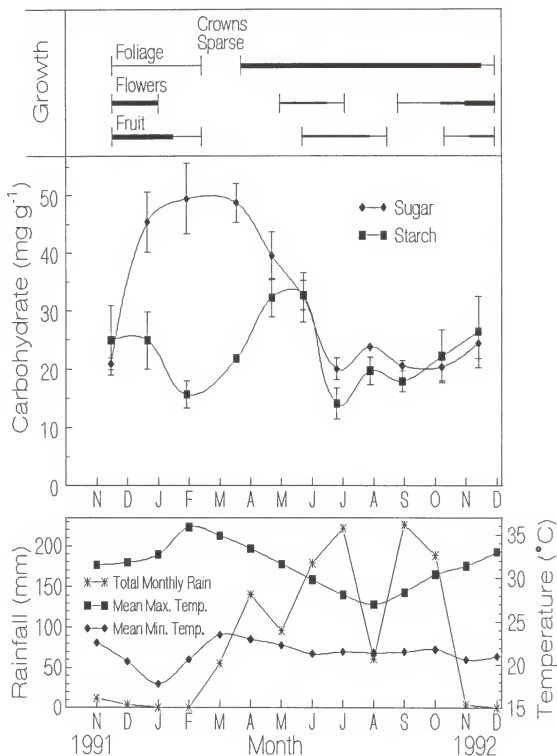 Crowns
Sparse
Foliage
Flowers
Fruit
Growth
Carbohydrate (mg g⁻¹)
50
40
30
20
10
0
Sugar
Starch
N D J F M A M J J A S O N D
Rainfall (mm)
200
150
100
50
0
Total Monthly Rain
Mean Max. Temp.
Mean Min. Temp.
35
30
25
20
15
Temperature (°C)
N D J F M A M J J A S O N D
1991 Month 1992